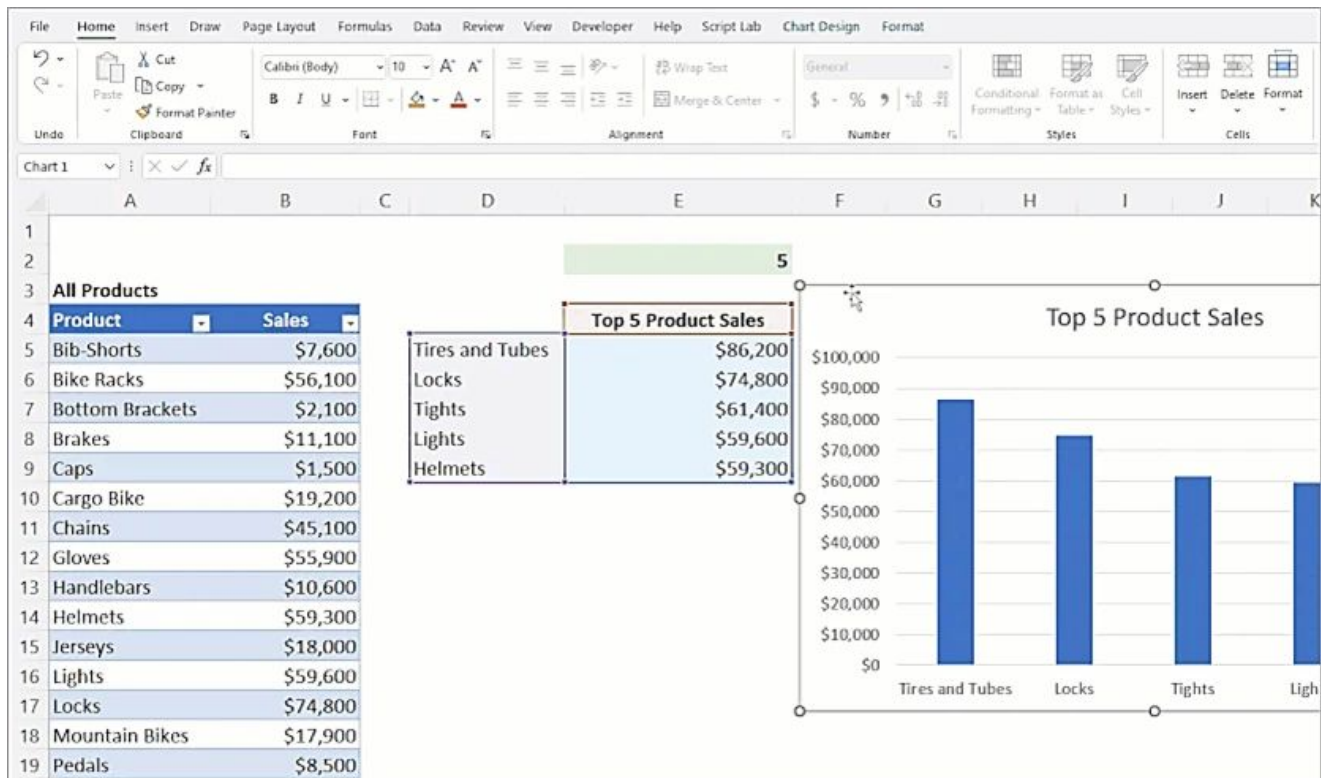 File Home Insert Draw Page Layout Formulas Data Review View Developer Help Script Lab Chart Design Format
Cut
Copy
Format Painter
Paste
Calibri (Body) 10 A^ A˅
B I U A
Wrap Text
Merge & Center
General
$ % 9
Conditional Formatting
Format as Table
Cell Styles
Insert Delete Format
Undo Clipboard Font Alignment Number Styles Cells
Chart 1 fx
A B C D E F G H I J K
1
2 5
3 All Products
4 Product Sales Top 5 Product Sales
5 Bib-Shorts $7,600 Tires and Tubes $86,200
6 Bike Racks $56,100 Locks $74,800
7 Bottom Brackets $2,100 Tights $61,400
8 Brakes $11,100 Lights $59,600
9 Caps $1,500 Helmets $59,300
10 Cargo Bike $19,200
11 Chains $45,100
12 Gloves $55,900
13 Handlebars $10,600
14 Helmets $59,300
15 Jerseys $18,000
16 Lights $59,600
17 Locks $74,800
18 Mountain Bikes $17,900
19 Pedals $8,500
Top 5 Product Sales
$100,000
$90,000
$80,000
$70,000
$60,000
$50,000
$40,000
$30,000
$20,000
$10,000
$0
Tires and Tubes Locks Tights Ligh